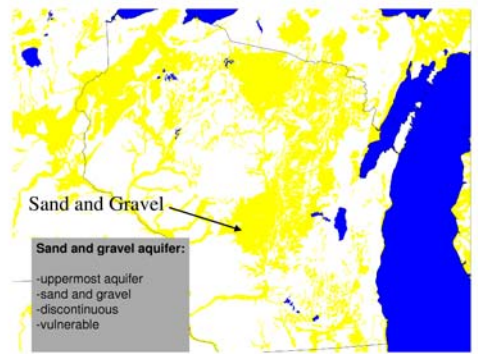 Sand and Gravel
Sand and gravel aquifer:
-uppermost aquifer
-sand and gravel
-discontinuous
-vulnerable